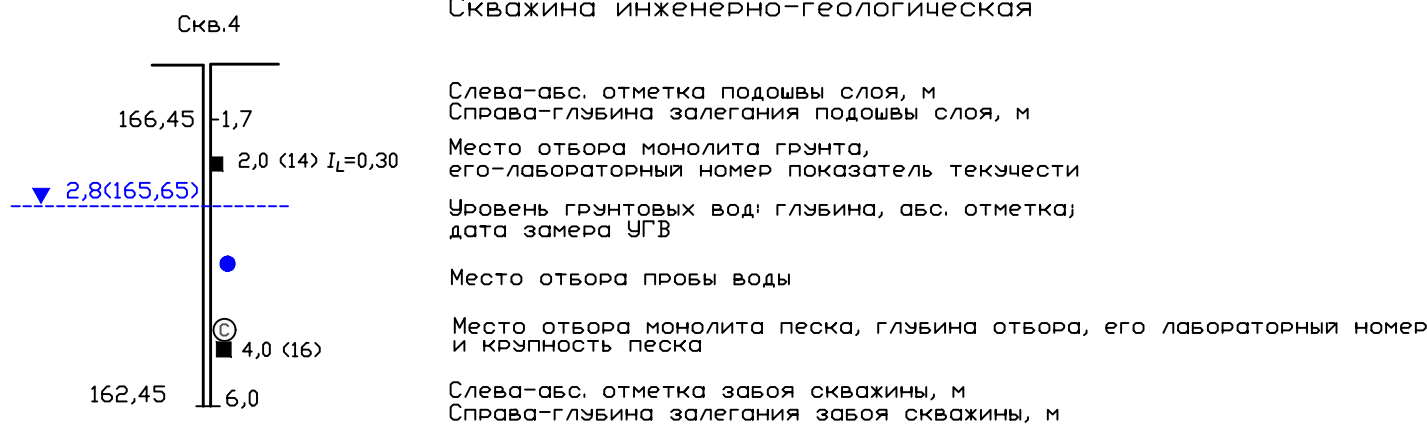 Скважина инженерно-геологическая
Скв.4
Слева-абс. отметка подошвы слоя, м
166,45 1,7
Справа-глубина залегания подошвы слоя, м
Место отбора монолита грунта,
2,0 (14) IL=0,30
его-лабораторный номер показатель текучести
2,8(165,65)
Уровень грунтовых вод: глубина, абс. отметка;
дата замера УГВ
Место отбора пробы воды
С
Место отбора монолита песка, глубина отбора, его лабораторный номер
4,0 (16)
и крупность песка
162,45 6,0
Слева-абс. отметка забоя скважины, м
Справа-глубина залегания забоя скважины, м